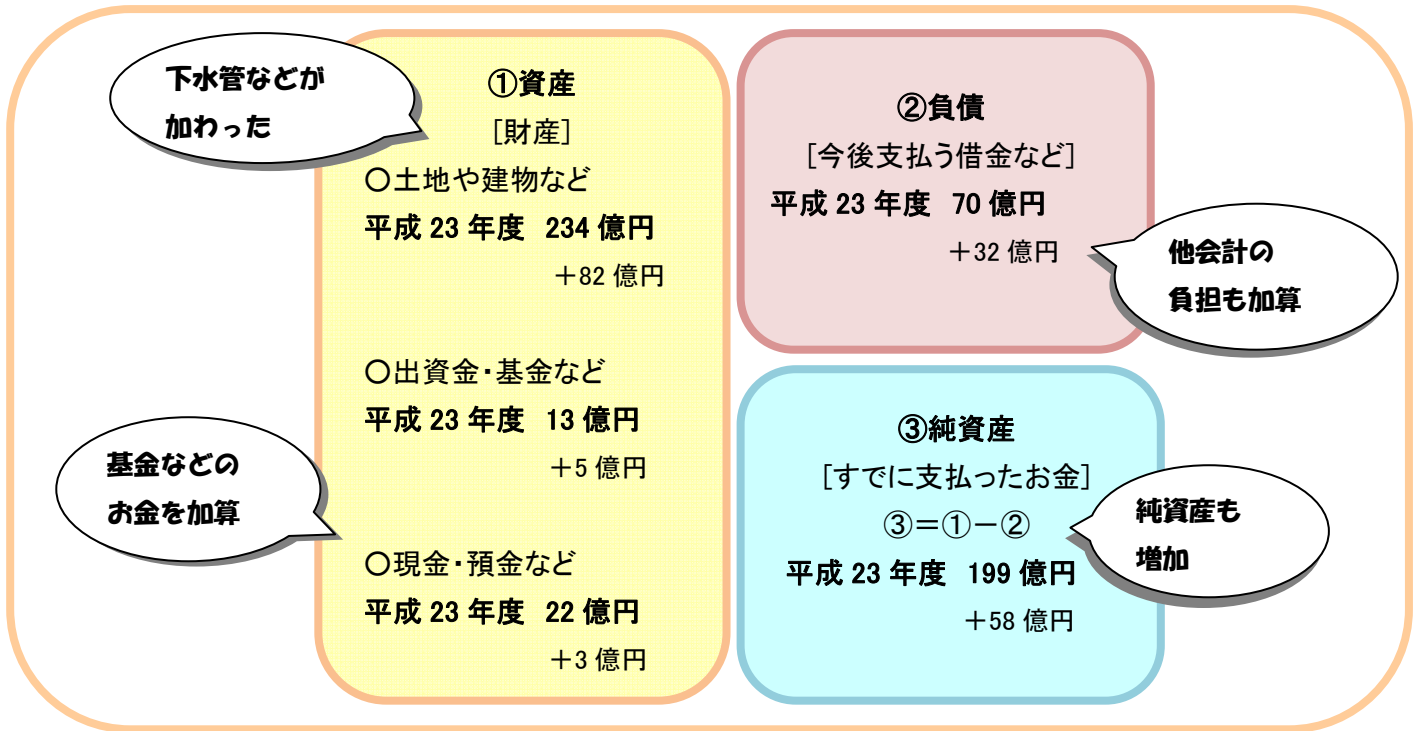 下水管などが
加わった
①資産
[財産]
○土地や建物など
平成 23 年度 234 億円
＋82 億円
○出資金・基金など
平成 23 年度 13 億円
＋5 億円
基金などの
お金を加算
○現金・預金など
平成 23 年度 22 億円
＋3 億円
②負債
[今後支払う借金など]
平成 23 年度 70 億円
＋32 億円
他会計の
負担も加算
③純資産
[すでに支払ったお金]
③＝①－②
平成 23 年度 199 億円
＋58 億円
純資産も
増加